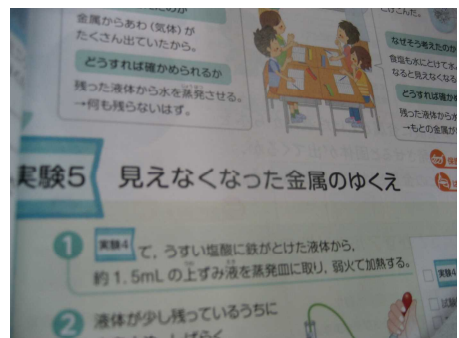 金属からあわ（気体）が
たくさん出ていたから。
どうすれば確かめられるか
残った液体から水を蒸発させる。
→何も残らないはず。
なぜそう考えたのか
食塩も水にとけて
なると見えなくなる
どうすれば確か
残った液体から水
→もとの金属が
実験5 見えなくなった金属のゆくえ
1 実験4 で、うすい塩酸に鉄がとけた液体から、
約1.5mLの上ずみ液を蒸発皿に取り、弱火で加熱する。
実験4
2 液体が少し残っているうちに